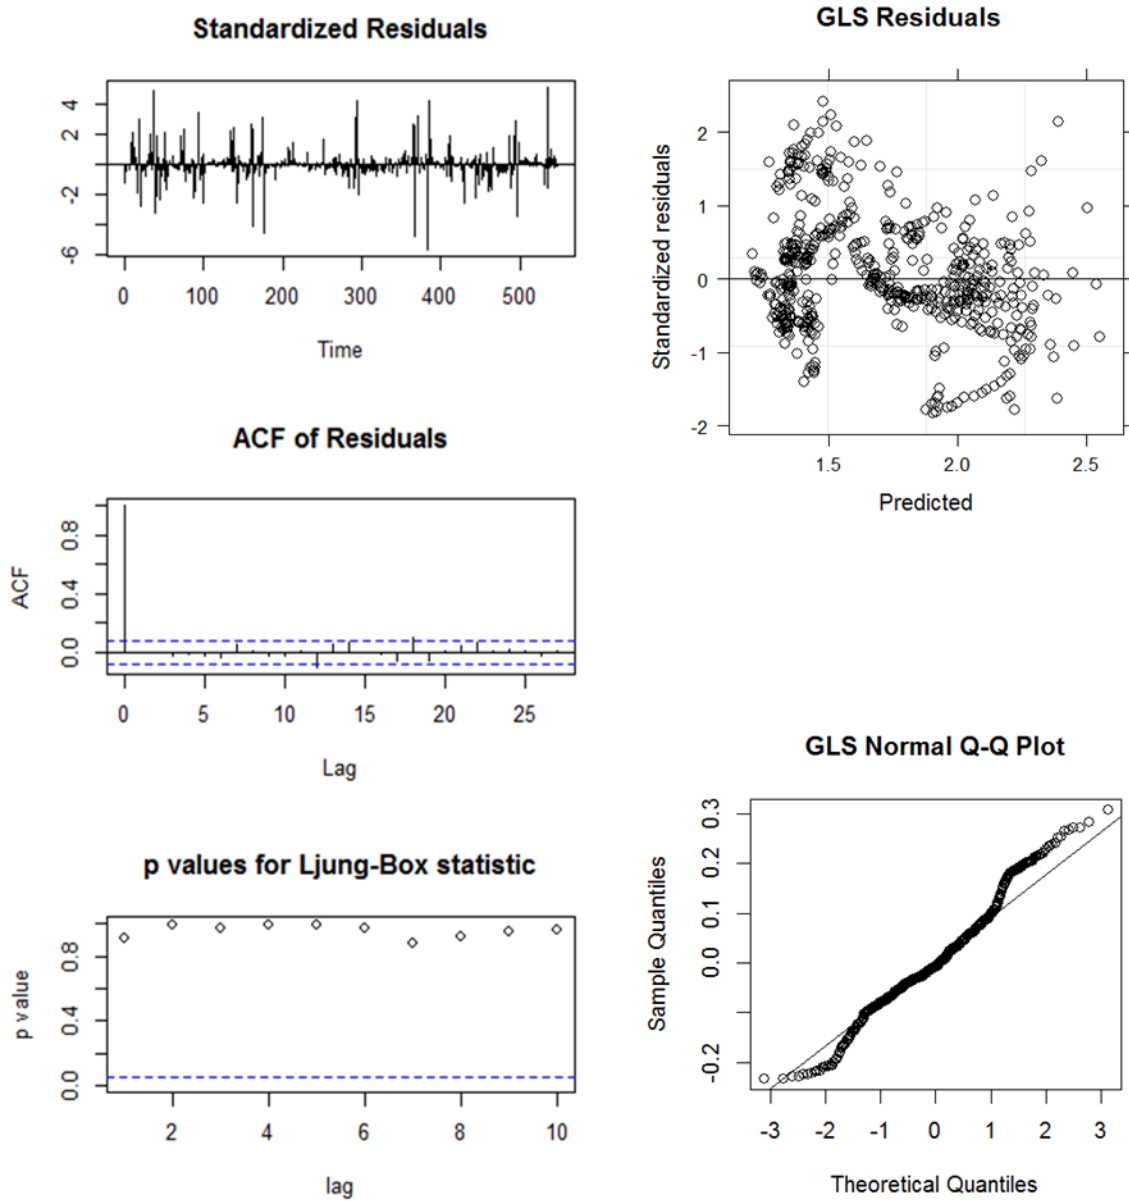 Standardized Residuals
4
2
-2
-6
0 100 200 300 400 500
Time
ACF of Residuals
ACF
0.8
0.4
0.0
0 5 10 15 20 25
Lag
p values for Ljung-Box statistic
p value
0.8
0.4
0.0
2 4 6 8 10
lag
GLS Residuals
Standardized residuals
2
1
0
-1
-2
1.5 2.0 2.5
Predicted
GLS Normal Q-Q Plot
Sample Quantiles
0.3
0.2
0.0
-0.2
-3 -2 -1 0 1 2 3
Theoretical Quantiles